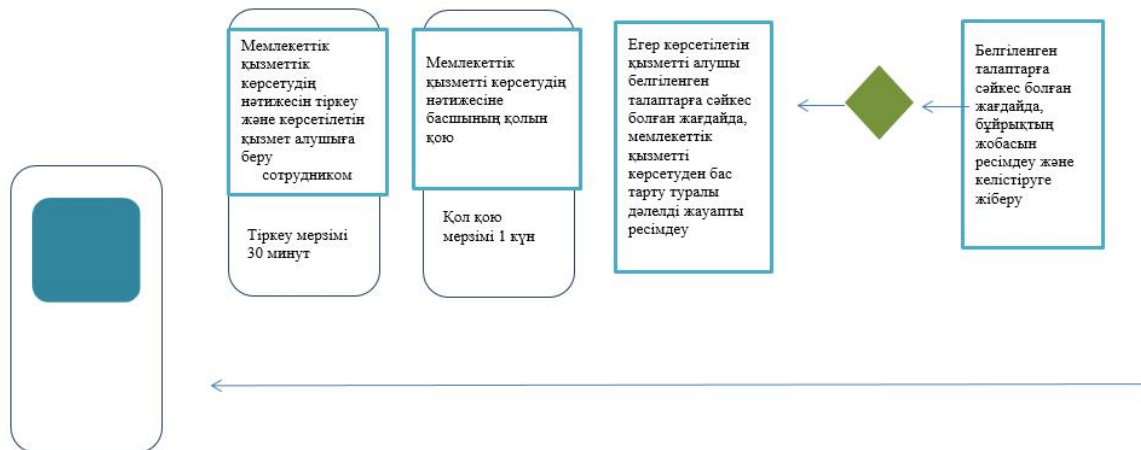 Мемлекеттік
қызметтік
көрсетудің
нәтижесін тіркеу
және көрсетілетін
қызмет алушыға
беру
сотрудником
Тіркеу мерзімі
30 минут
Мемлекеттік
қызметті көрсетудің
нәтижесіне
басшының қолын
қою
Қол қою
мерзімі 1 күн
Егер көрсетілетін
қызметті алушы
белгіленген
талаптарға сәйкес
болған жағдайда,
мемлекеттік
қызметті
көрсетуден бас
тарту туралы
дәлелді жауапты
ресімдеу
Белгіленген
талаптарға
сәйкес болған
жағдайда,
бұйрықтың
жобасын
ресімдеу және
келістіруге
жіберу